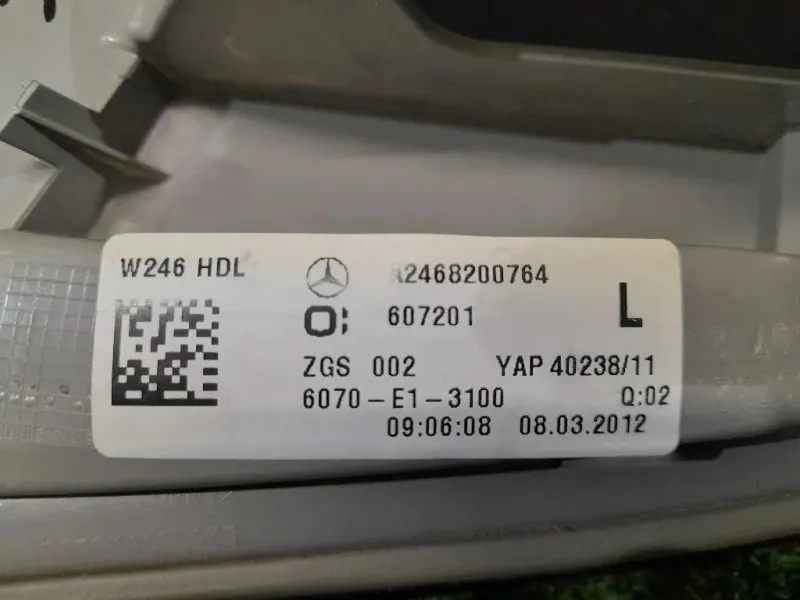 W246 HDL
A2468200764
607201
L
ZGS 002 YAP 40238/11
6070-E1-3100 Q:02
09:06:08 08.03.2012